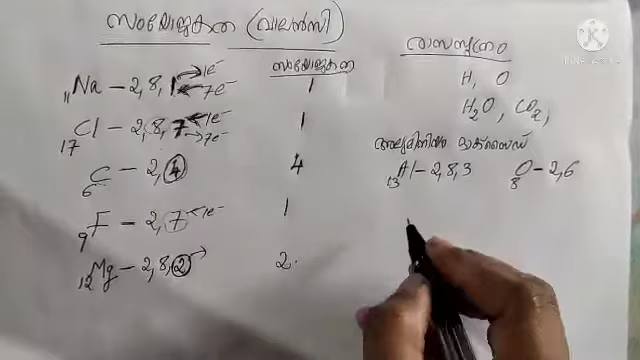 സംയോജകത (വാലൻസി)
സംയോജകത
₁₁Na – 2,8,1 1e⁻ 7e⁻ 1
₁₇Cl – 2,8,7 1e⁻ 7e⁻ 1
₆C – 2,4 4
₉F – 2,7 1e⁻ 1
₁₂Mg – 2,8,2 2
രാസസൂത്രം
H, O
H₂O, CO₂,
അലുമിനിയം ഓക്സൈഡ്
₁₃Al – 2,8,3 ₈O – 2,6